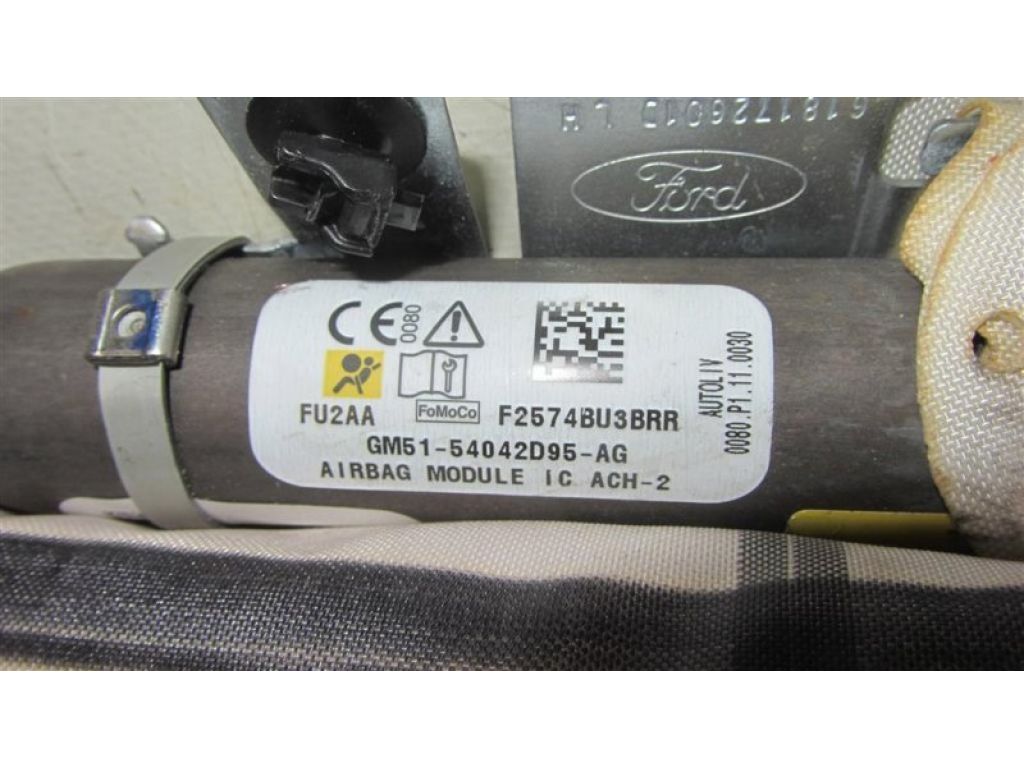 618172601D LH
Ford
CE 0080
FU2AA FoMoCo F2574BU3BRR
GM51-54042D95-AG
AIRBAG MODULE IC ACH-2
AUTOLIV
0080.P1.11.0030